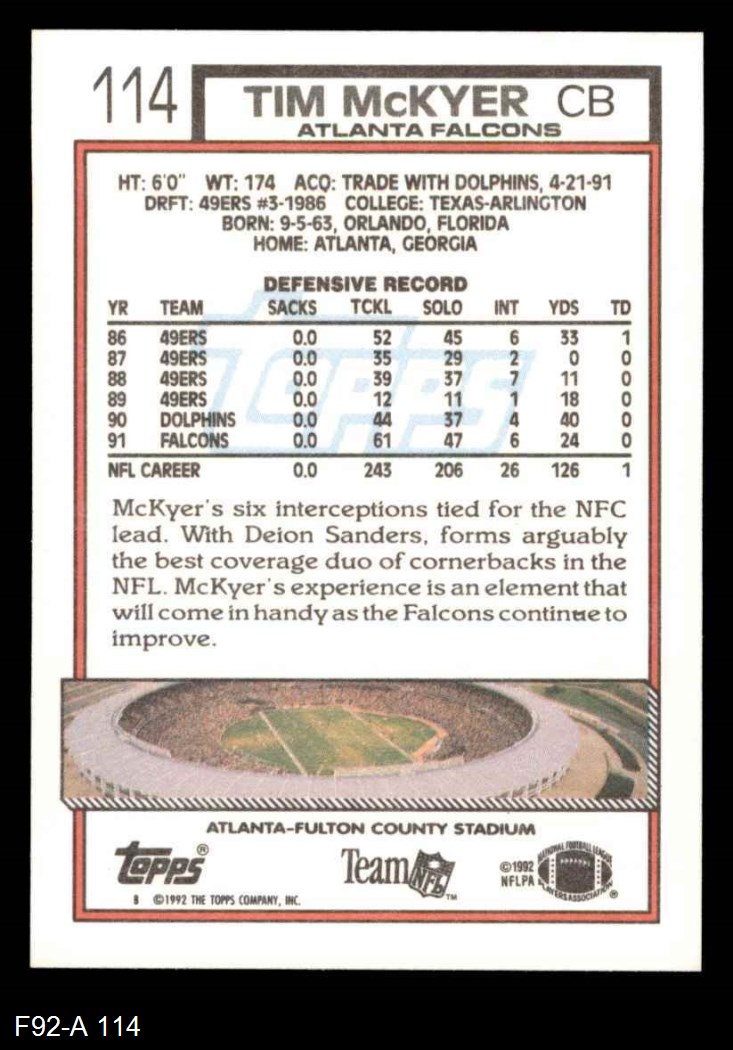 114 TIM McKYER CB
ATLANTA FALCONS
HT: 6'0" WT: 174 ACQ: TRADE WITH DOLPHINS, 4-21-91
DRFT: 49ERS #3-1986 COLLEGE: TEXAS-ARLINGTON
BORN: 9-5-63, ORLANDO, FLORIDA
HOME: ATLANTA, GEORGIA
DEFENSIVE RECORD
YR TEAM SACKS TCKL SOLO INT YDS TD
86 49ERS 0.0 52 45 6 33 1
87 49ERS 0.0 35 29 2 0 0
88 49ERS 0.0 39 37 7 11 0
89 49ERS 0.0 12 11 1 18 0
90 DOLPHINS 0.0 44 37 4 40 0
91 FALCONS 0.0 61 47 6 24 0
NFL CAREER 0.0 243 206 26 126 1
topps
McKyer's six interceptions tied for the NFC
lead. With Deion Sanders, forms arguably
the best coverage duo of cornerbacks in the
NFL. McKyer's experience is an element that
will come in handy as the Falcons continue to
improve.
ATLANTA-FULTON COUNTY STADIUM
topps®
Team NFL™
©1992
NFLPA
NATIONAL FOOTBALL LEAGUE
PLAYERS ASSOCIATION ®
B ©1992 THE TOPPS COMPANY, INC.
F92-A 114